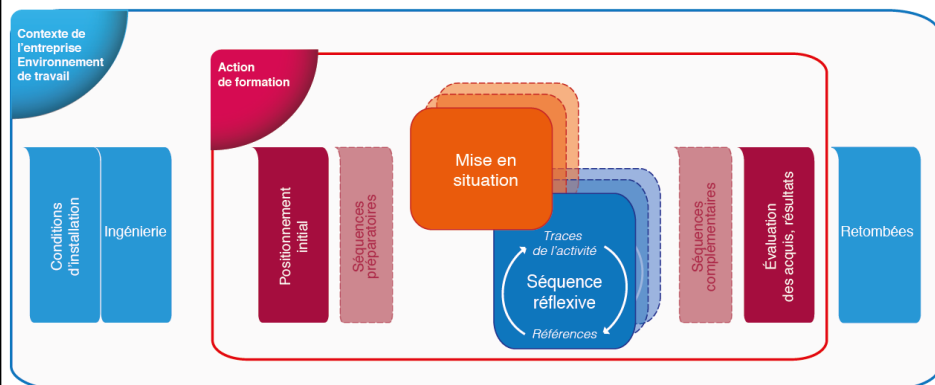 Contexte de
l'entreprise
Environnement
de travail
Action
de formation
Conditions
d'installation
Ingénierie
Positionnement
initial
Séquences
préparatoires
Mise en
situation
Traces
de l'activité
Séquence
réflexive
Références
Séquences
complémentaires
Évaluation
des acquis, résultats
Retombées